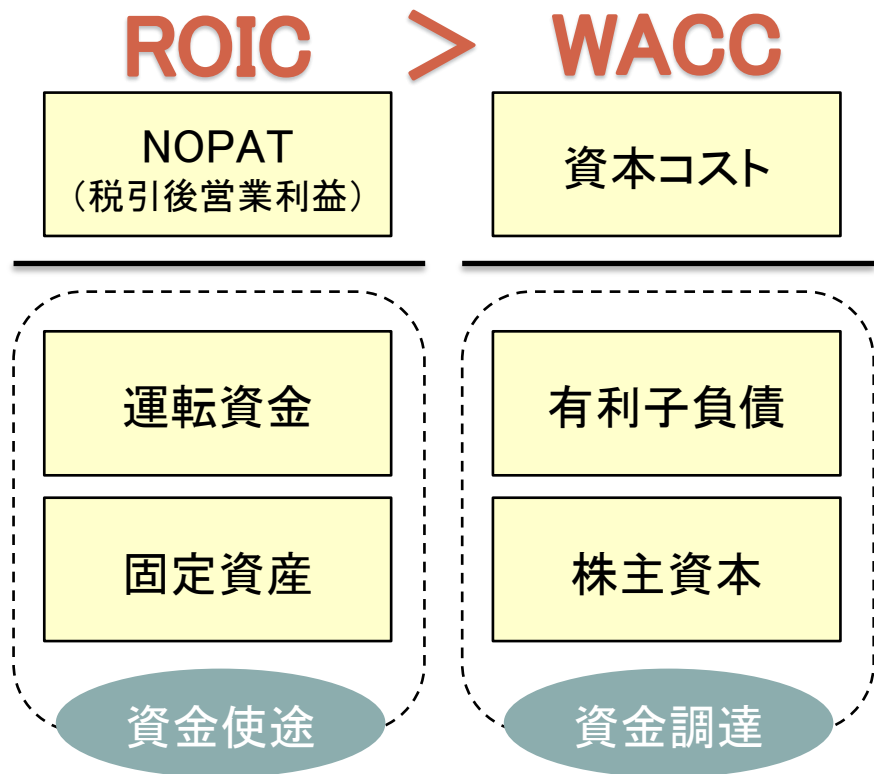 ROIC > WACC
NOPAT
（税引後営業利益）
資本コスト
運転資金
有利子負債
固定資産
株主資本
資金使途
資金調達